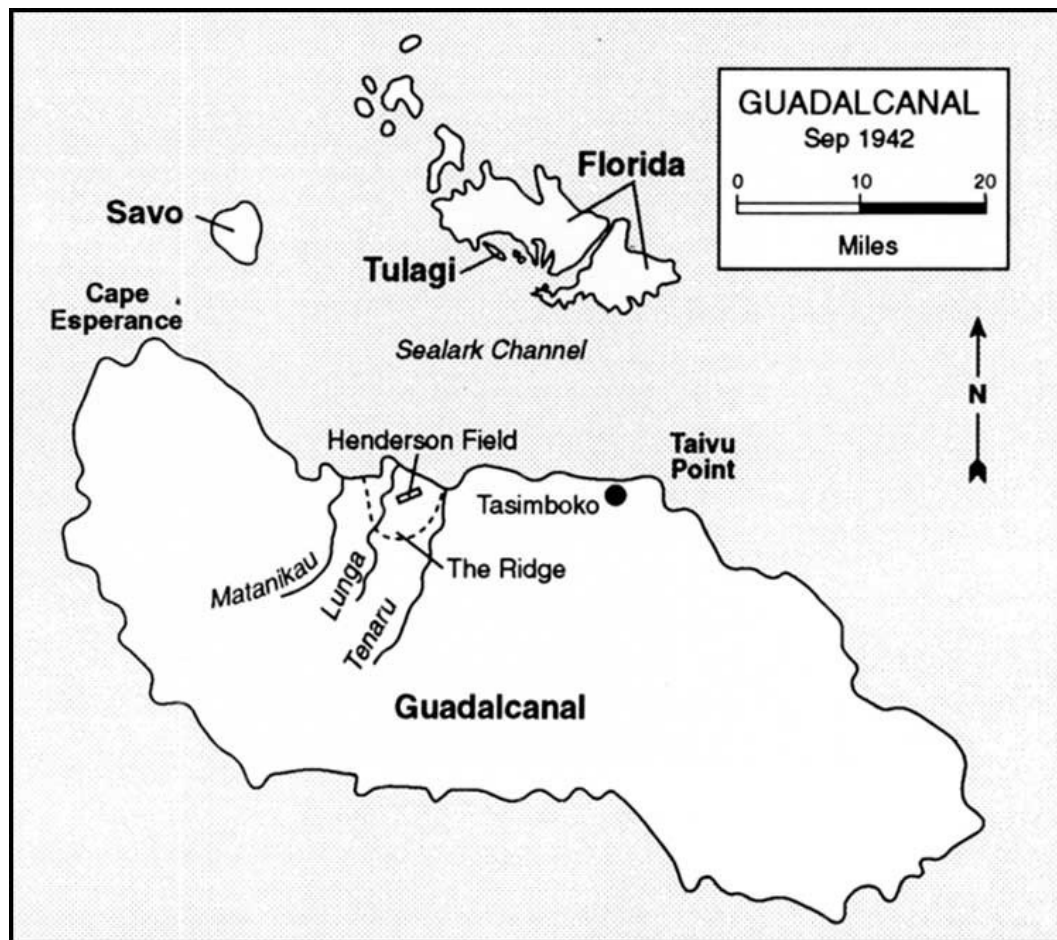 GUADALCANAL
Sep 1942
0 10 20
Miles
Florida
Savo
Tulagi
Cape
Esperance
Sealark Channel
N
Henderson Field
Taivu
Point
Tasimboko
The Ridge
Matanikau
Lunga
Tenaru
Guadalcanal